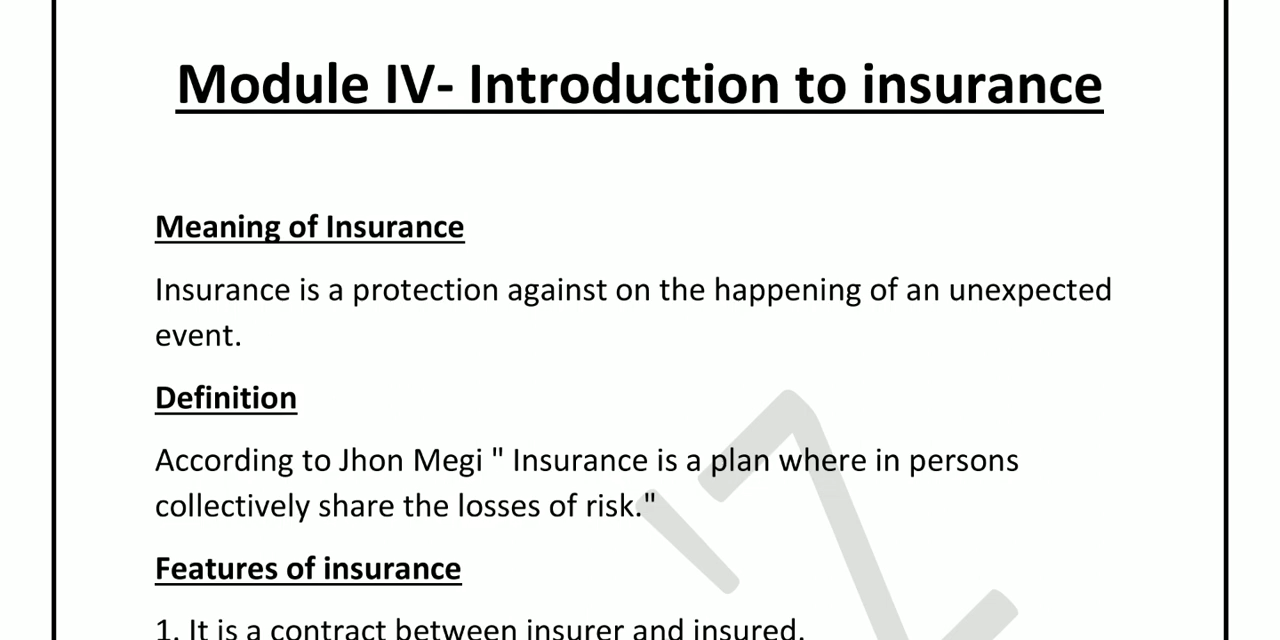 Module IV- Introduction to insurance
Meaning of Insurance
Insurance is a protection against on the happening of an unexpected
event.
Definition
According to Jhon Megi " Insurance is a plan where in persons
collectively share the losses of risk."
Features of insurance
1. It is a contract between insurer and insured.